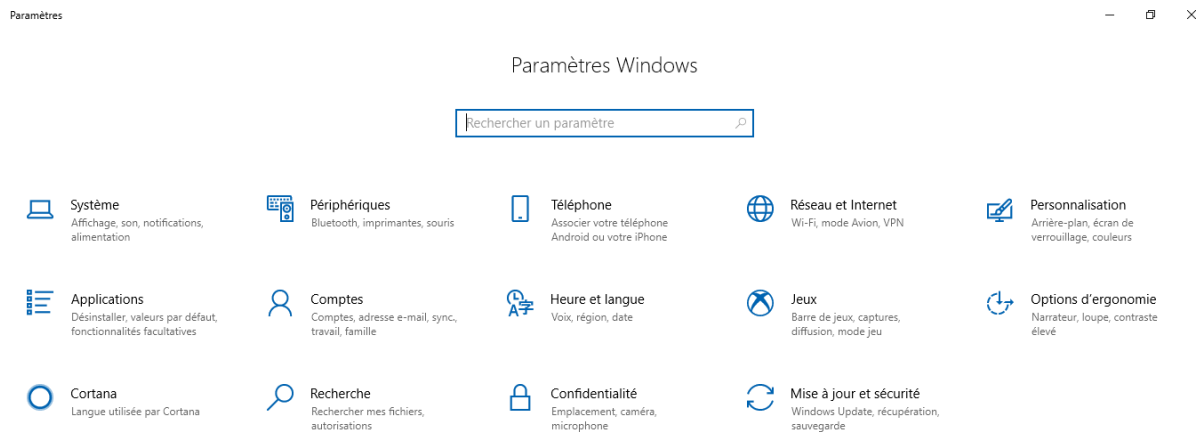 Paramètres
Paramètres Windows
Rechercher un paramètre
Système
Affichage, son, notifications,
alimentation
Périphériques
Bluetooth, imprimantes, souris
Téléphone
Associer votre téléphone
Android ou votre iPhone
Réseau et Internet
Wi-Fi, mode Avion, VPN
Personnalisation
Arrière-plan, écran de
verrouillage, couleurs
Applications
Désinstaller, valeurs par défaut,
fonctionnalités facultatives
Comptes
Comptes, adresse e-mail, sync.,
travail, famille
Heure et langue
Voix, région, date
Jeux
Barre de jeux, captures,
diffusion, mode jeu
Options d’ergonomie
Narrateur, loupe, contraste
élevé
Cortana
Langue utilisée par Cortana
Recherche
Rechercher mes fichiers,
autorisations
Confidentialité
Emplacement, caméra,
microphone
Mise à jour et sécurité
Windows Update, récupération,
sauvegarde